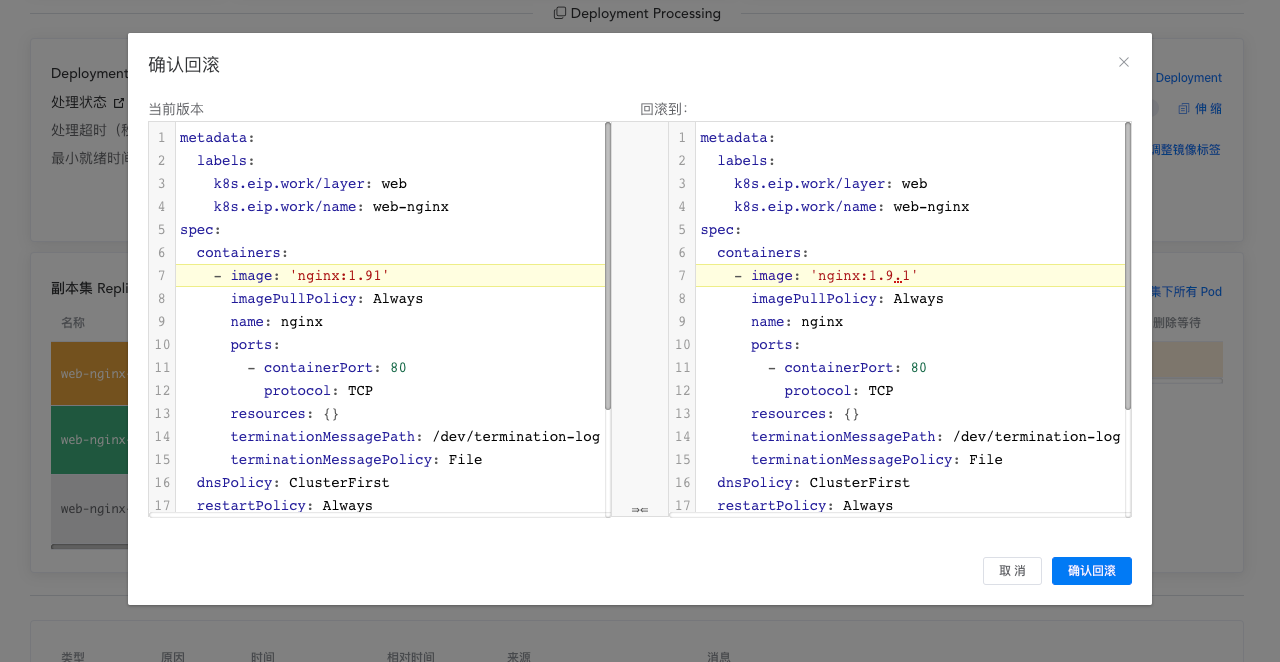 Deployment Processing
确认回滚
Deployment
Deployment
处理状态
伸 缩
处理超时（秒
最小就绪时间
调整镜像标签
当前版本
回滚到:
1 metadata:
2 labels:
3 k8s.eip.work/layer: web
4 k8s.eip.work/name: web-nginx
5 spec:
6 containers:
7 - image: 'nginx:1.91'
8 imagePullPolicy: Always
9 name: nginx
10 ports:
11 - containerPort: 80
12 protocol: TCP
13 resources: {}
14 terminationMessagePath: /dev/termination-log
15 terminationMessagePolicy: File
16 dnsPolicy: ClusterFirst
17 restartPolicy: Always
1 metadata:
2 labels:
3 k8s.eip.work/layer: web
4 k8s.eip.work/name: web-nginx
5 spec:
6 containers:
7 - image: 'nginx:1.9.1'
8 imagePullPolicy: Always
9 name: nginx
10 ports:
11 - containerPort: 80
12 protocol: TCP
13 resources: {}
14 terminationMessagePath: /dev/termination-log
15 terminationMessagePolicy: File
16 dnsPolicy: ClusterFirst
17 restartPolicy: Always
副本集 Repli
集下所有 Pod
名称
删除等待
web-nginx-
web-nginx-
web-nginx-
取 消
确认回滚
类型 原因 时间 相对时间 来源 消息